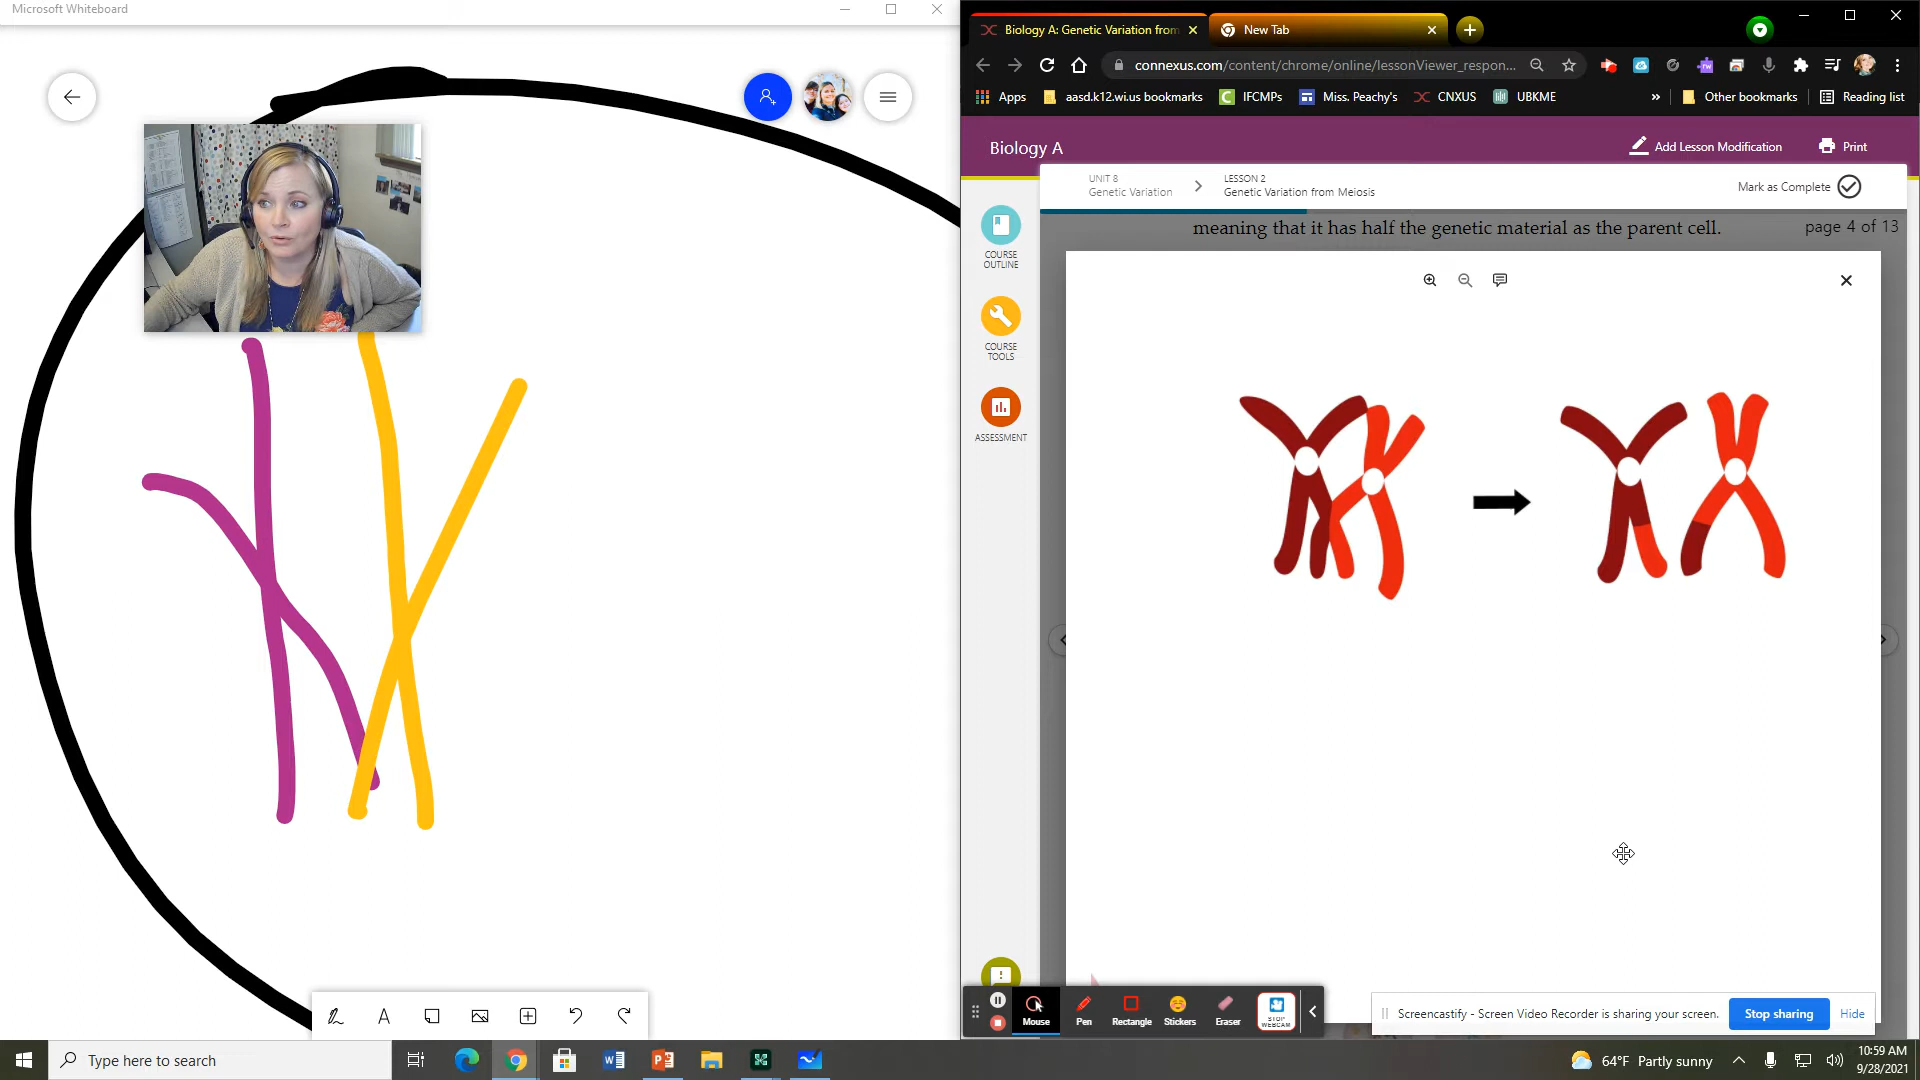 Microsoft Whiteboard
Biology A: Genetic Variation from
New Tab
connexus.com/content/chrome/online/lessonViewer_respon...
Apps
aasd.k12.wi.us bookmarks
IFCMPs
Miss. Peachy's
CNXUS
UBKME
»
Other bookmarks
Reading list
Biology A
Add Lesson Modification
Print
UNIT 8
Genetic Variation
LESSON 2
Genetic Variation from Meiosis
Mark as Complete
meaning that it has half the genetic material as the parent cell.
page 4 of 13
COURSE
OUTLINE
COURSE
TOOLS
ASSESSMENT
Mouse
Pen
Rectangle
Stickers
Eraser
STOP
WEBCAM
Screencastify - Screen Video Recorder is sharing your screen.
Stop sharing
Hide
Type here to search
64°F Partly sunny
10:59 AM
9/28/2021